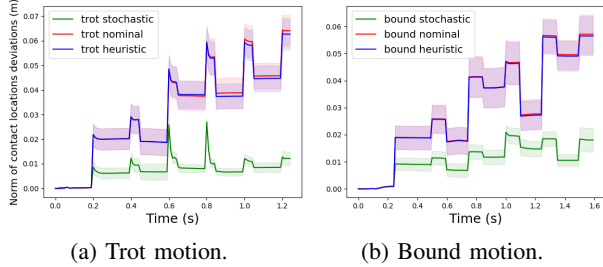 Norm of contact locations deviations (m)
0.07
0.06
0.05
0.04
0.03
0.02
0.01
0.00
trot stochastic
trot nominal
trot heuristic
0.0 0.2 0.4 0.6 0.8 1.0 1.2
Time (s)
(a) Trot motion.
0.06
0.05
0.04
0.03
0.02
0.01
0.00
bound stochastic
bound nominal
bound heuristic
0.0 0.2 0.4 0.6 0.8 1.0 1.2 1.4 1.6
Time (s)
(b) Bound motion.